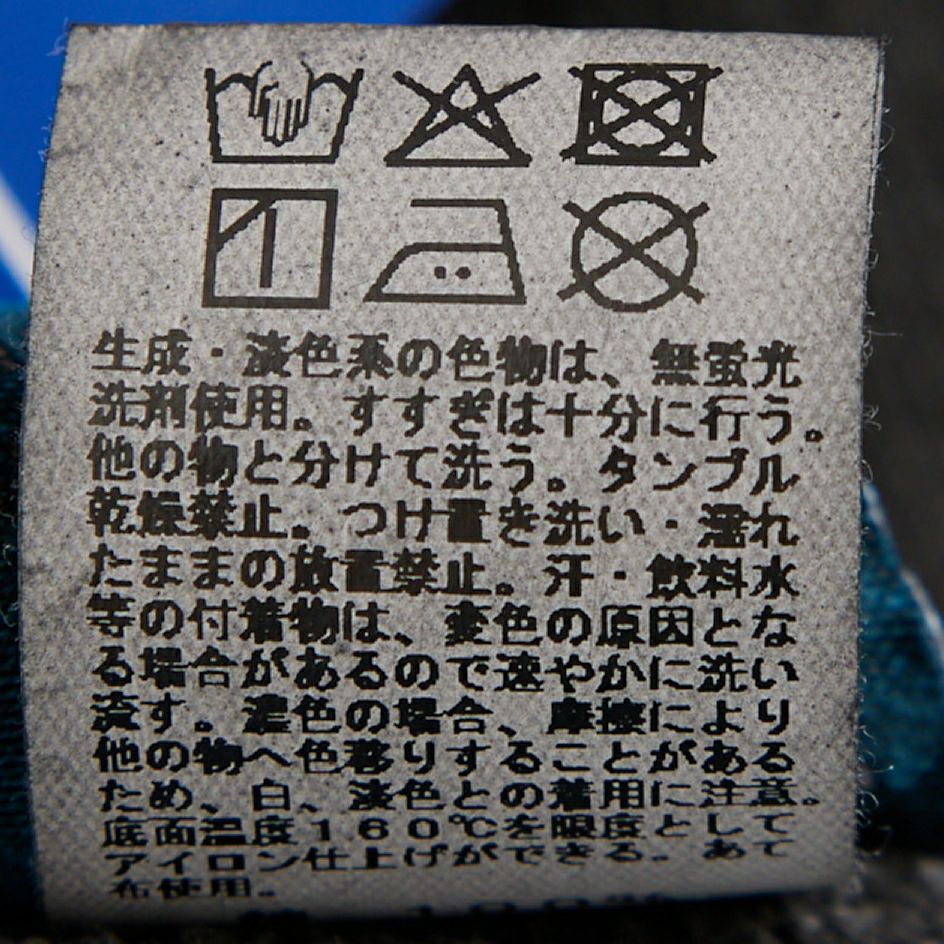 生成・淡色系の色物は、無蛍光
洗剤使用。すすぎは十分に行う。
他の物と分けて洗う。タンブル
乾燥禁止。つけ置き洗い・濡れ
たままの放置禁止。汗・飲料水
等の付着物は、変色の原因とな
る場合があるので速やかに洗い
流す。濃色の場合、摩擦により
他の物へ色移りすることがある
ため、白、淡色との着用に注意。
底面温度160℃を限度として
アイロン仕上げができる。あて
布使用。